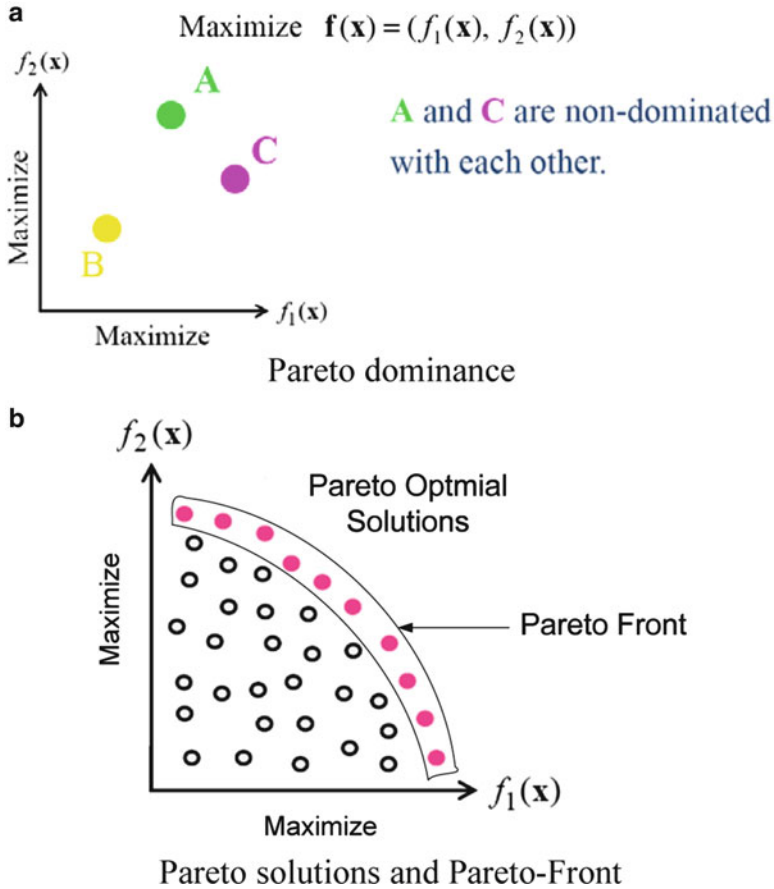 a
Maximize f(x) = (f₁(x), f₂(x))
f₂(x)
A
C
B
Maximize
f₁(x)
Maximize
A and C are non-dominated
with each other.
Pareto dominance
b
f₂(x)
Pareto Optmial
Solutions
Maximize
Pareto Front
f₁(x)
Maximize
Pareto solutions and Pareto-Front